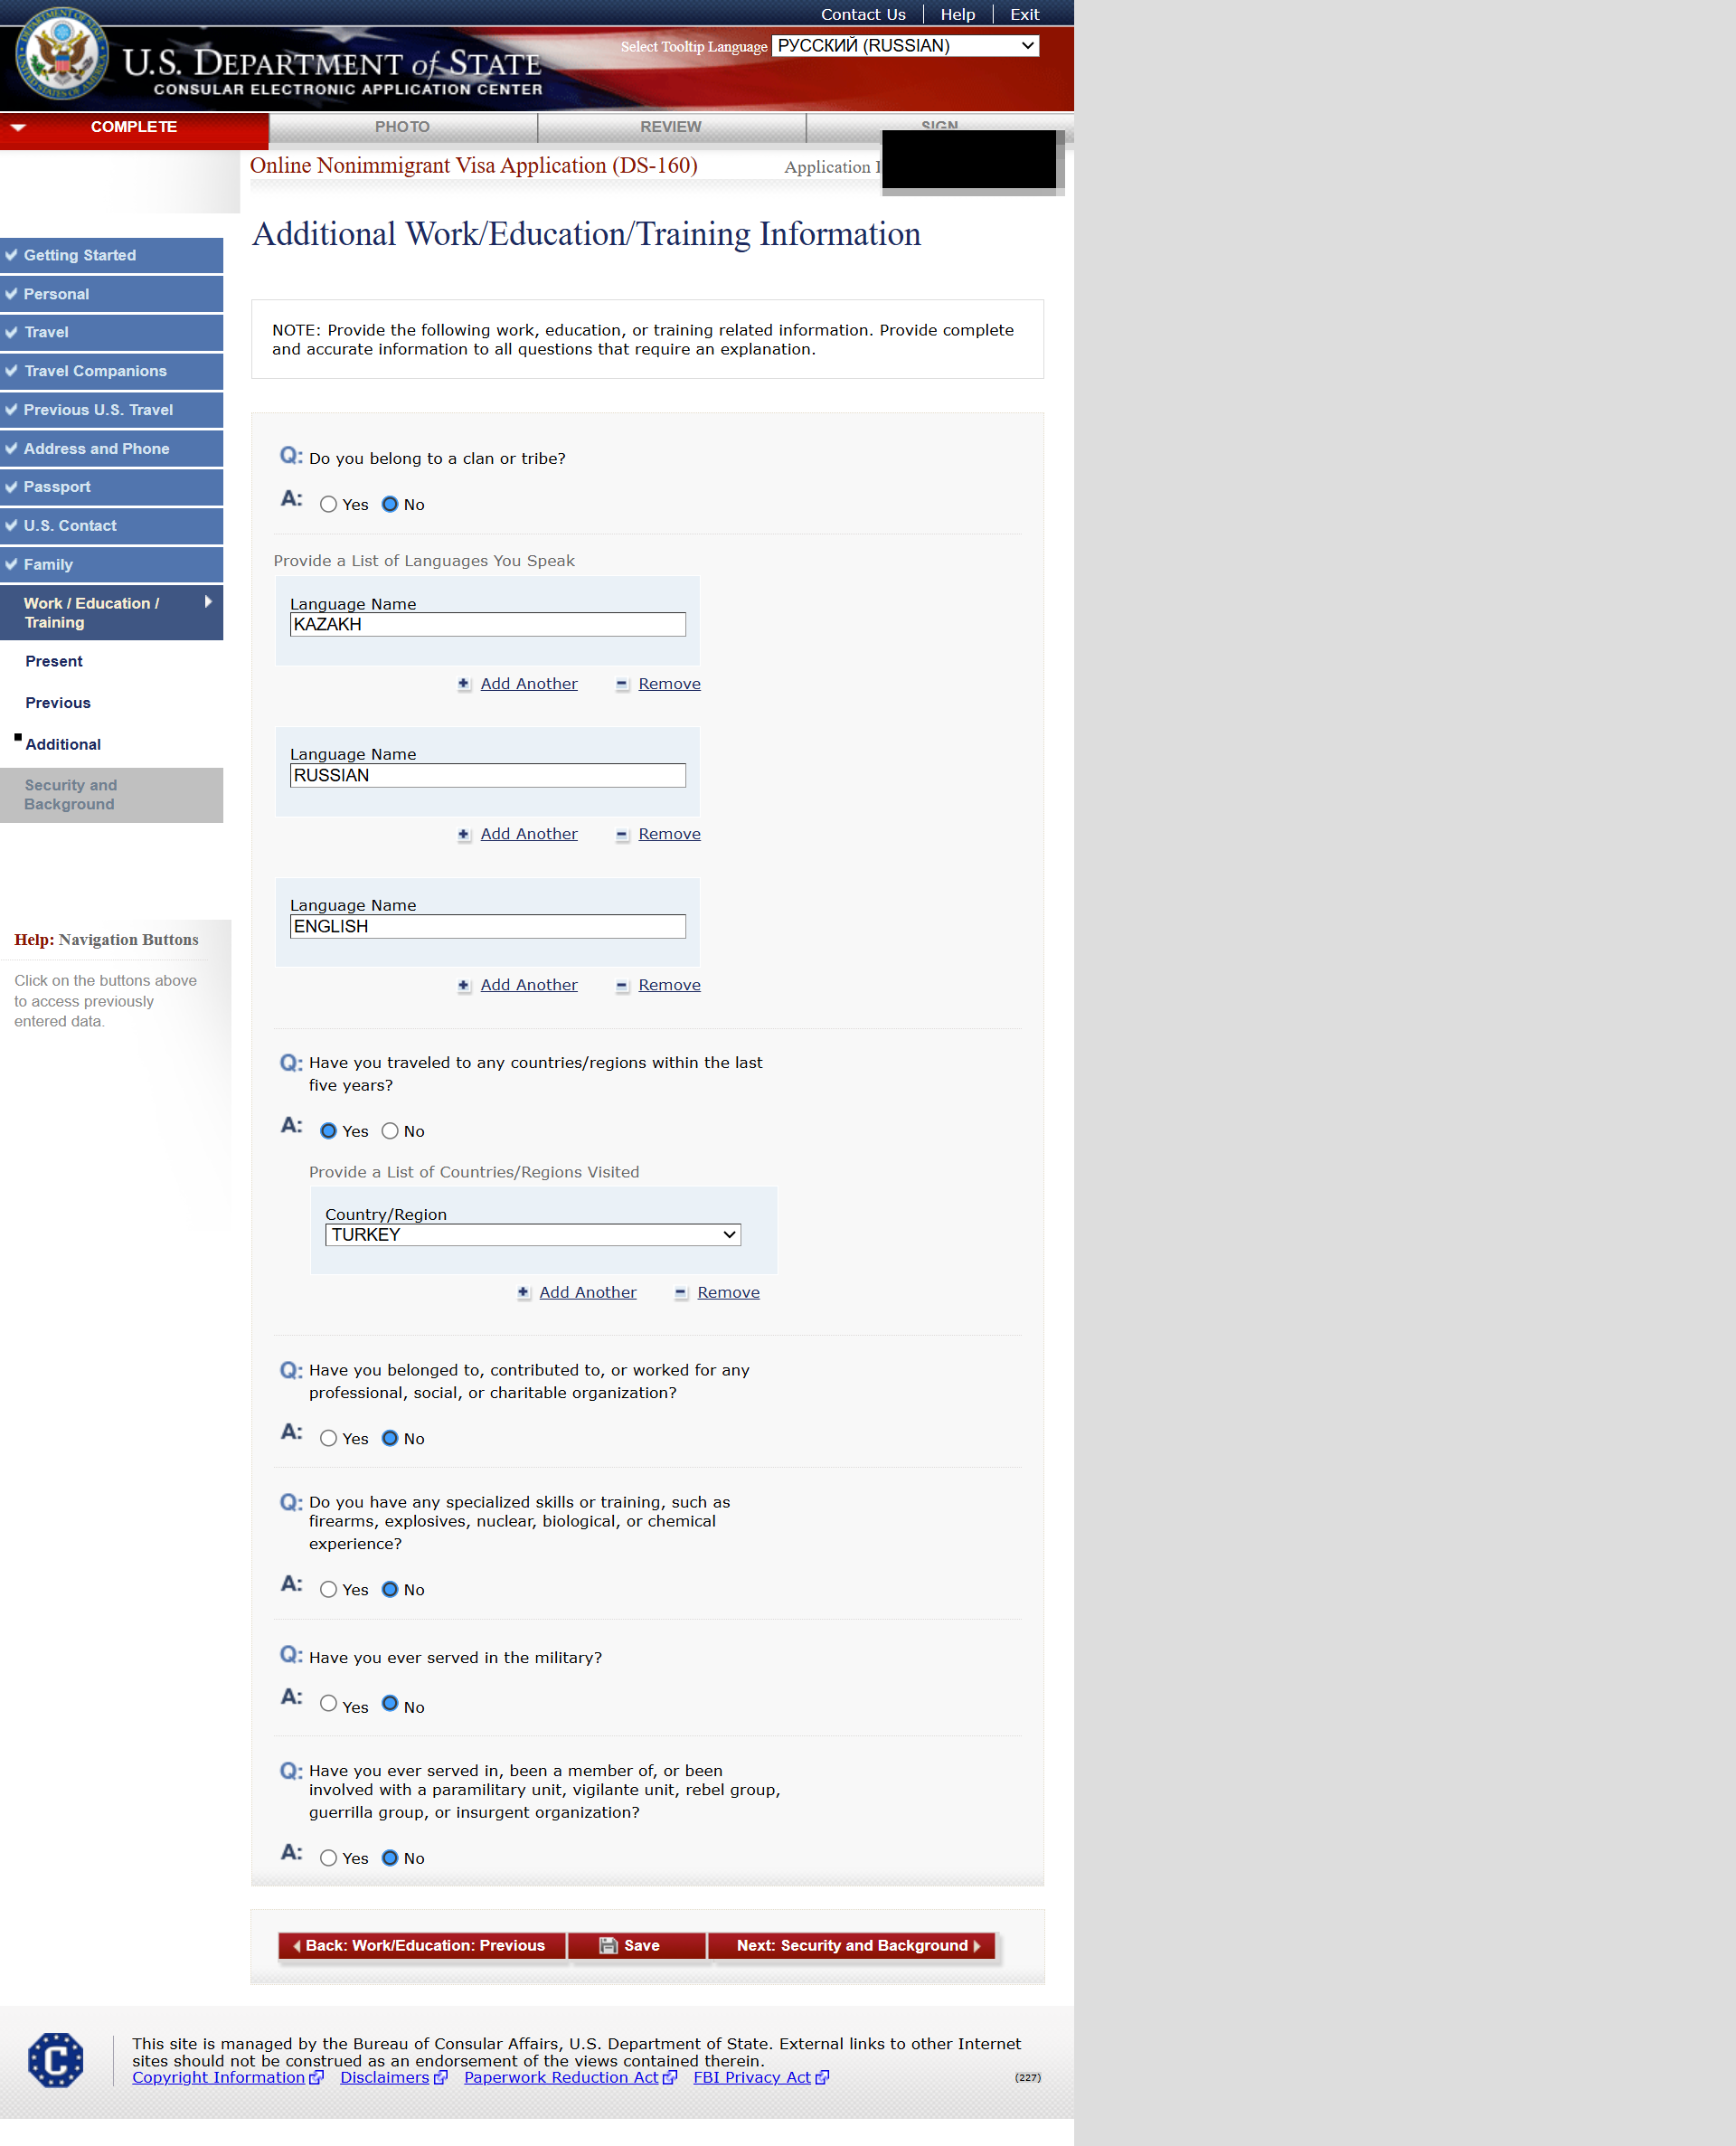 Contact Us Help Exit
Select Tooltip Language РУССКИЙ (RUSSIAN)
U.S. DEPARTMENT of STATE
CONSULAR ELECTRONIC APPLICATION CENTER
COMPLETE PHOTO REVIEW SIGN
Online Nonimmigrant Visa Application (DS-160) Application
Additional Work/Education/Training Information
Getting Started
Personal
Travel
Travel Companions
Previous U.S. Travel
Address and Phone
Passport
U.S. Contact
Family
Work / Education /
Training
Present
Previous
Additional
Security and
Background
Help: Navigation Buttons
Click on the buttons above
to access previously
entered data.
NOTE: Provide the following work, education, or training related information. Provide complete
and accurate information to all questions that require an explanation.
Q: Do you belong to a clan or tribe?
A: Yes No
Provide a List of Languages You Speak
Language Name
KAZAKH
Add Another Remove
Language Name
RUSSIAN
Add Another Remove
Language Name
ENGLISH
Add Another Remove
Q: Have you traveled to any countries/regions within the last
five years?
A: Yes No
Provide a List of Countries/Regions Visited
Country/Region
TURKEY
Add Another Remove
Q: Have you belonged to, contributed to, or worked for any
professional, social, or charitable organization?
A: Yes No
Q: Do you have any specialized skills or training, such as
firearms, explosives, nuclear, biological, or chemical
experience?
A: Yes No
Q: Have you ever served in the military?
A: Yes No
Q: Have you ever served in, been a member of, or been
involved with a paramilitary unit, vigilante unit, rebel group,
guerrilla group, or insurgent organization?
A: Yes No
Back: Work/Education: Previous Save Next: Security and Background
C
This site is managed by the Bureau of Consular Affairs, U.S. Department of State. External links to other Internet
sites should not be construed as an endorsement of the views contained therein.
Copyright Information Disclaimers Paperwork Reduction Act FBI Privacy Act (227)